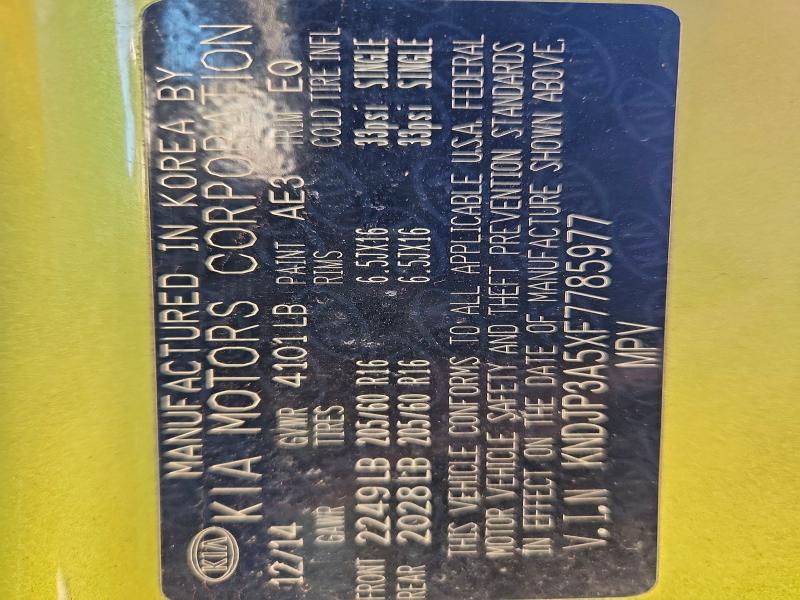 MANUFACTURED IN KOREA BY
KIA KIA MOTORS CORPORATION
12/14 GVWR 4101LB PAINT AE3 TRIM EQ
GAWR TIRES RIMS COLD TIRE INFL
FRONT 2249LB 205/60 R16 6.5JX16 33psi SINGLE
REAR 2028LB 205/60 R16 6.5JX16 33psi SINGLE
THIS VEHICLE CONFORMS TO ALL APPLICABLE U.S.A. FEDERAL
MOTOR VEHICLE SAFETY AND THEFT PREVENTION STANDARDS
IN EFFECT ON THE DATE OF MANUFACTURE SHOWN ABOVE.
V.I.N KNDJP3A5XF7785977
MPV